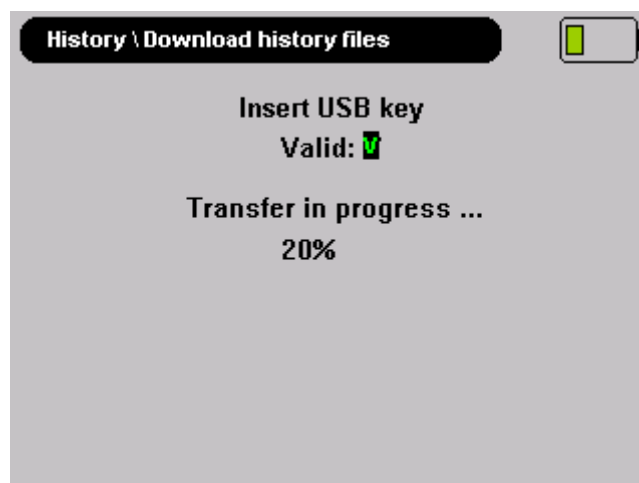 History \ Download history files
Insert USB key
Valid: V
Transfer in progress ...
20%